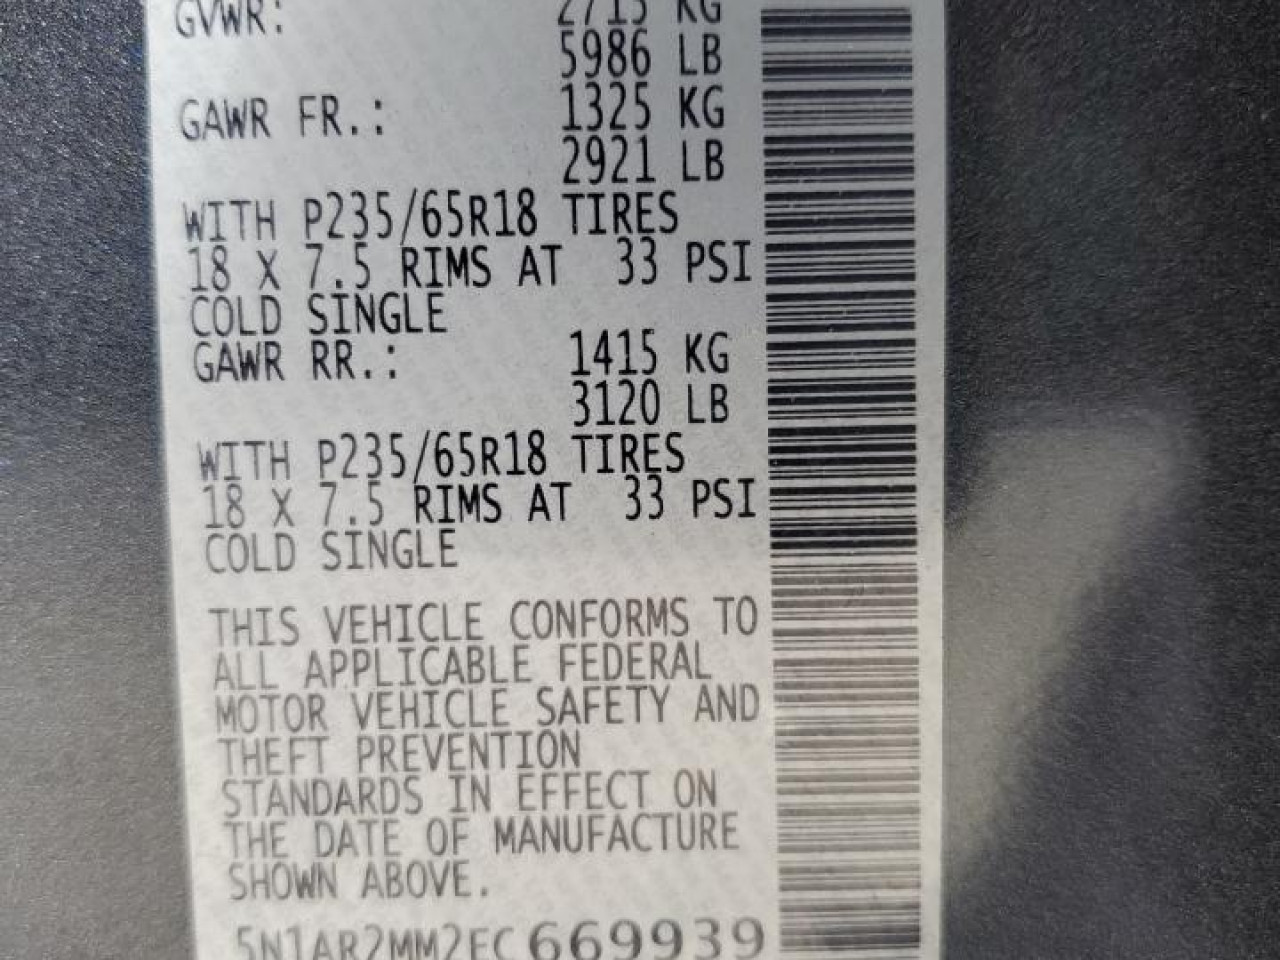 GVWR: 2715 KG
5986 LB
GAWR FR.: 1325 KG
2921 LB
WITH P235/65R18 TIRES
18 X 7.5 RIMS AT 33 PSI
COLD SINGLE
GAWR RR.: 1415 KG
3120 LB
WITH P235/65R18 TIRES
18 X 7.5 RIMS AT 33 PSI
COLD SINGLE
THIS VEHICLE CONFORMS TO
ALL APPLICABLE FEDERAL
MOTOR VEHICLE SAFETY AND
THEFT PREVENTION
STANDARDS IN EFFECT ON
THE DATE OF MANUFACTURE
SHOWN ABOVE.
5N1AR2MM2EC669939